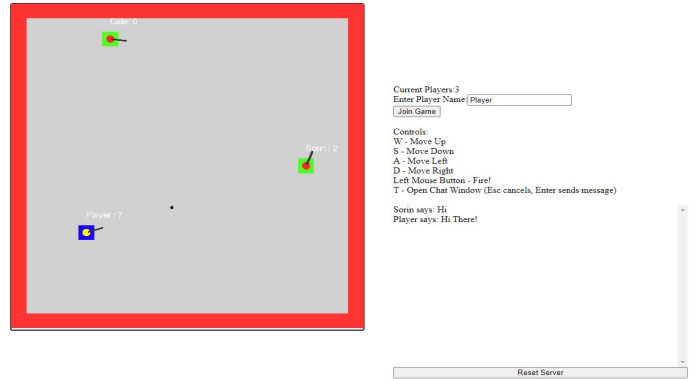 Sorin: 2
Player: 7
Current Players:3
Enter Player Name: Player
Join Game
Controls:
W - Move Up
S - Move Down
A - Move Left
D - Move Right
Left Mouse Button - Fire!
T - Open Chat Window (Esc cancels, Enter sends message)
Sorin says: Hi
Player says: Hi There!
Reset Server